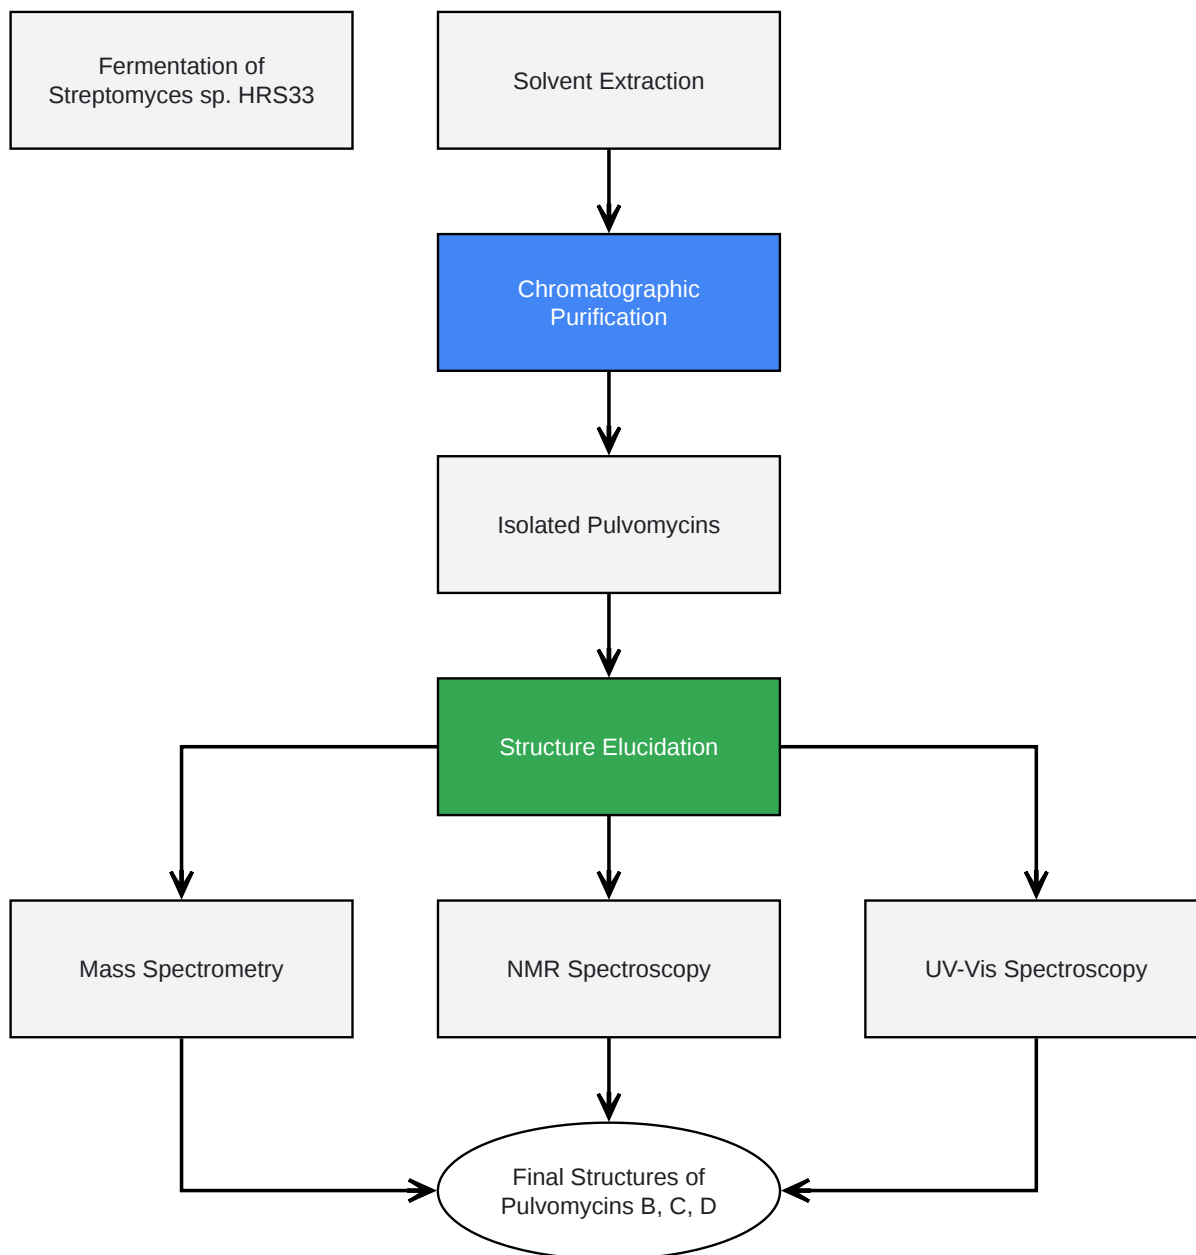 Fermentation of
Streptomyces sp. HRS33
Solvent Extraction
Chromatographic
Purification
Isolated Pulvomycins
Structure Elucidation
Mass Spectrometry
NMR Spectroscopy
UV-Vis Spectroscopy
Final Structures of
Pulvomycins B, C, D